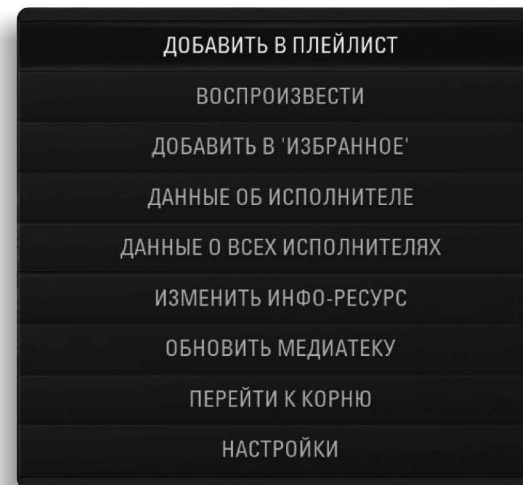 ДОБАВИТЬ В ПЛЕЙЛИСТ
ВОСПРОИЗВЕСТИ
ДОБАВИТЬ В 'ИЗБРАННОЕ'
ДАННЫЕ ОБ ИСПОЛНИТЕЛЕ
ДАННЫЕ О ВСЕХ ИСПОЛНИТЕЛЯХ
ИЗМЕНИТЬ ИНФО-РЕСУРС
ОБНОВИТЬ МЕДИАТЕКУ
ПЕРЕЙТИ К КОРНЮ
НАСТРОЙКИ